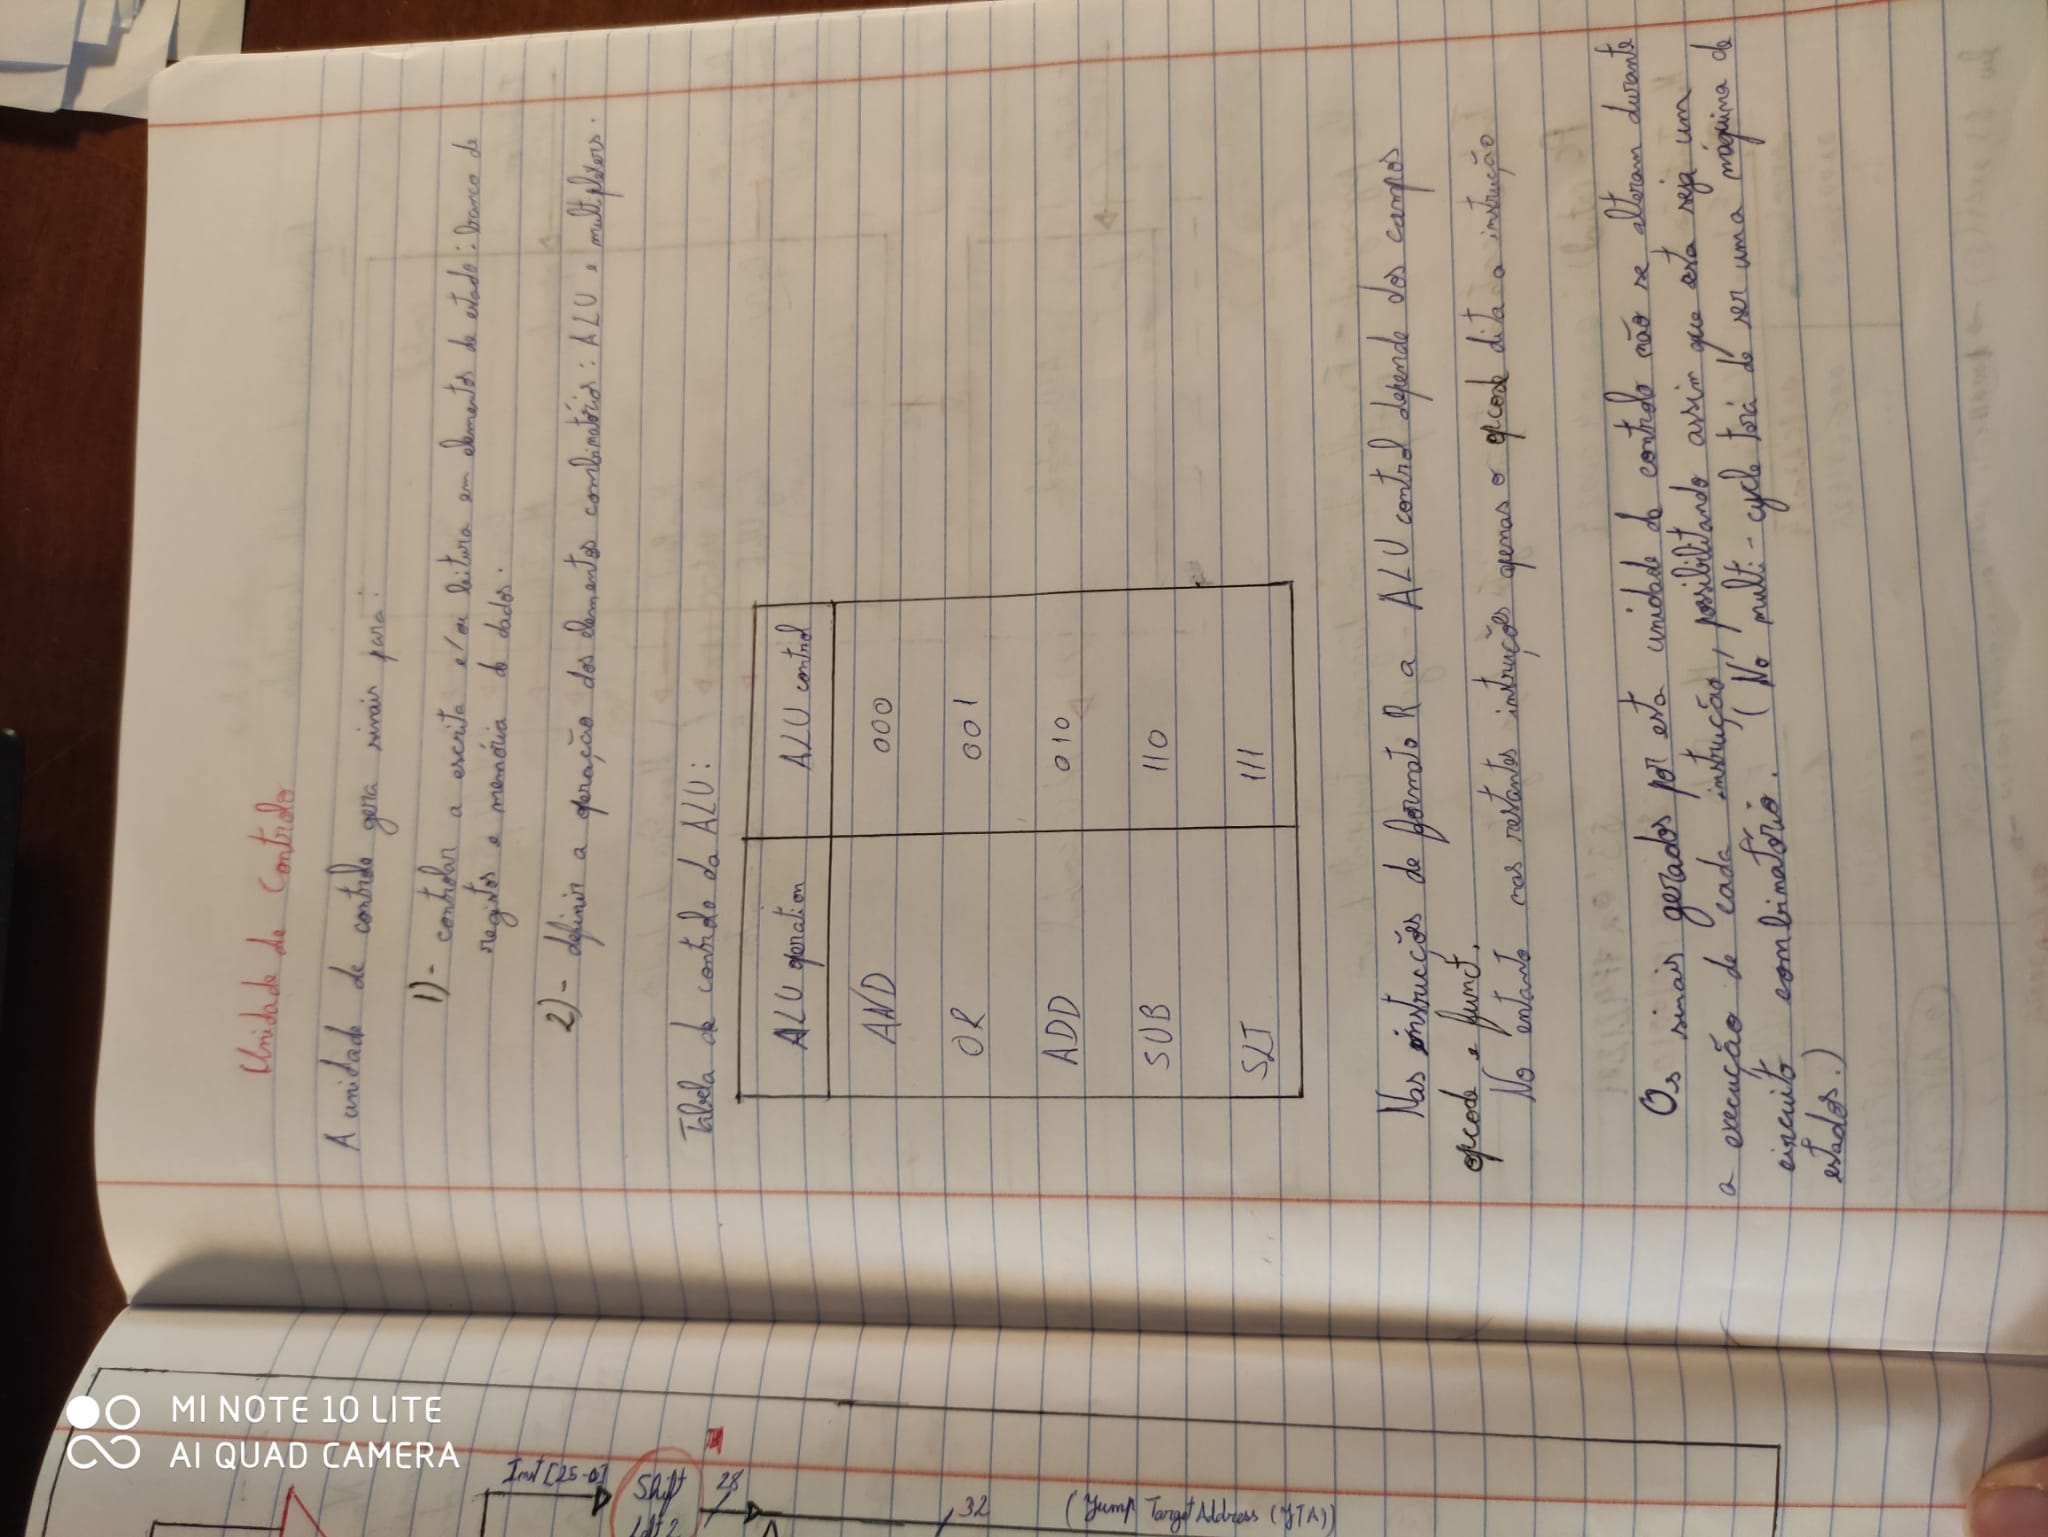 MI NOTE 10 LITE
AI QUAD CAMERA
Inst[25-0]
Shift
28
32
(Jump Target Address (JTA))
Unidade de Controlo
A unidade de controlo gera sinais para:
1)- controlar a escrita e/ou leitura em elementos de estado: banco de
registos e memória de dados.
2)- definir a operação dos elementos combinatórios: ALU e multiplexers.
Tabela de controlo da ALU:
ALU operation ALU control
AND 000
OR 001
ADD 010
SUB 110
SLT 111
Nas instrucções de formato R a ALU control depende dos campos
opcode e funct.
No entanto nas restantes instruções apenas o opcode dita a instrução
Os sinais gerados por esta unidade de controlo não se alteram durante
a execução de cada instrução, possibilitando assim que esta seja um
circuito combinatório. (No multi-cycle terá de ser uma máquina de
estados.)